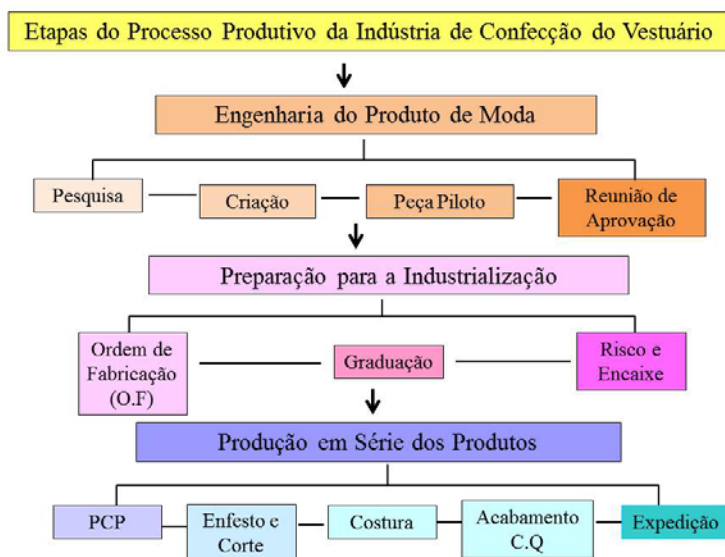 Etapas do Processo Produtivo da Indústria de Confecção do Vestuário
Engenharia do Produto de Moda
Pesquisa
Criação
Peça Piloto
Reunião de
Aprovação
Preparação para a Industrialização
Ordem de
Fabricação
(O.F)
Graduação
Risco e
Encaixe
Produção em Série dos Produtos
PCP
Enfesto e
Corte
Costura
Acabamento
C.Q
Expedição